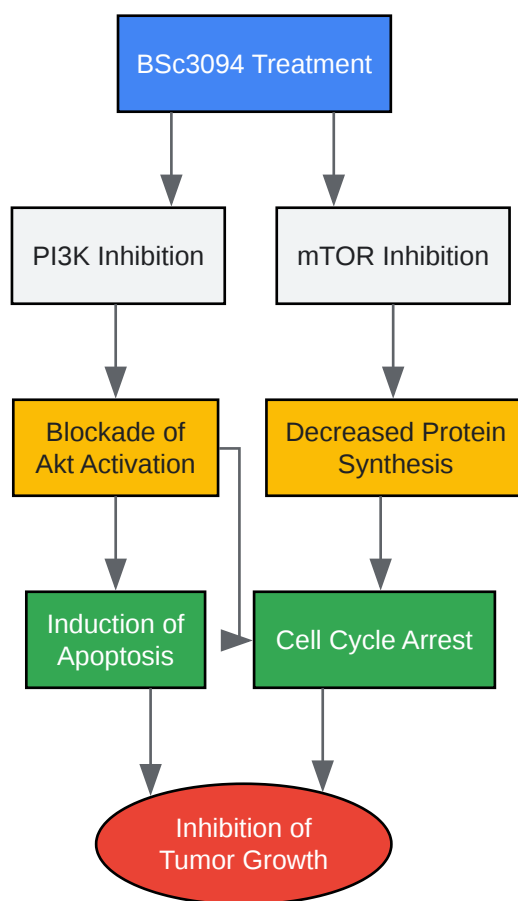 BSc3094 Treatment
PI3K Inhibition
mTOR Inhibition
Blockade of
Akt Activation
Decreased Protein
Synthesis
Induction of
Apoptosis
Cell Cycle Arrest
Inhibition of
Tumor Growth